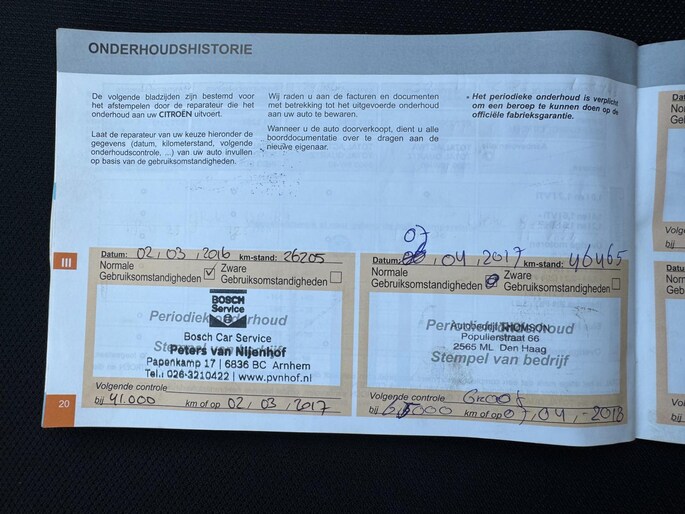 ONDERHOUDSHISTORIE
De volgende bladzijden zijn bestemd voor
het afstempelen door de reparateur die het
onderhoud aan uw CITROËN uitvoert.
Laat de reparateur van uw keuze hieronder de
gegevens (datum, kilometerstand, volgende
onderhoudscontrole, ...) van uw auto invullen
op basis van de gebruiksomstandigheden.
Wij raden u aan de facturen en documenten
met betrekking tot het uitgevoerde onderhoud
aan uw auto te bewaren.
Wanneer u de auto doorverkoopt, dient u alle
boorddocumentatie over te dragen aan de
nieuwe eigenaar.
Het periodieke onderhoud is verplicht
om een beroep te kunnen doen op de
officiële fabrieksgarantie.
III
Datum: 02, 03, 2016 km-stand: 26205
Normale
Gebruiksomstandigheden
Zware
Gebruiksomstandigheden
BOSCH
Service
Periodiek onderhoud
Bosch Car Service
Peters van Nijenhof
Stempel van bedrijf
Papenkamp 17 | 6836 BC Arnhem
Tel.: 026-3210422 | www.pvnhof.nl
Volgende controle
bij 41.000 km of op 02, 03, 2017
07
Datum: , 04, 2017 km-stand: 46465
Normale
Gebruiksomstandigheden
Zware
Gebruiksomstandigheden
Periodiek onderhoud
Autobedrijf THOMSON
Populierstraat 66
2565 ML Den Haag
Stempel van bedrijf
Volgende controle Groot
bij km of op 07, 04, -2018
20